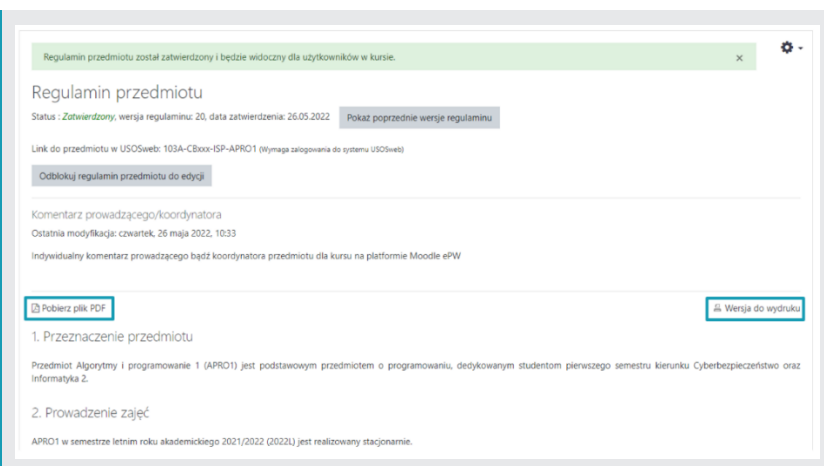 Regulamin przedmiotu został zatwierdzony i będzie widoczny dla użytkowników w kursie.
Regulamin przedmiotu
Status : Zatwierdzony, wersja regulaminu: 20, data zatwierdzenia: 26.05.2022 Pokaż poprzednie wersje regulaminu
Link do przedmiotu w USOSweb: 103A-CBxxx-ISP-APRO1 (Wymaga zalogowania do systemu USOSweb)
Odblokuj regulamin przedmiotu do edycji
Komentarz prowadzącego/koordynatora
Ostatnia modyfikacja: czwartek, 26 maja 2022, 10:33
Indywidualny komentarz prowadzącego bądź koordynatora przedmiotu dla kursu na platformie Moodle ePW
Pobierz plik PDF Wersja do wydruku
1. Przeznaczenie przedmiotu
Przedmiot Algorytmy i programowanie 1 (APRO1) jest podstawowym przedmiotem o programowaniu, dedykowanym studentom pierwszego semestru kierunku Cyberbezpieczeństwo oraz
Informatyka 2.
2. Prowadzenie zajęć
APRO1 w semestrze letnim roku akademickiego 2021/2022 (2022L) jest realizowany stacjonarnie.